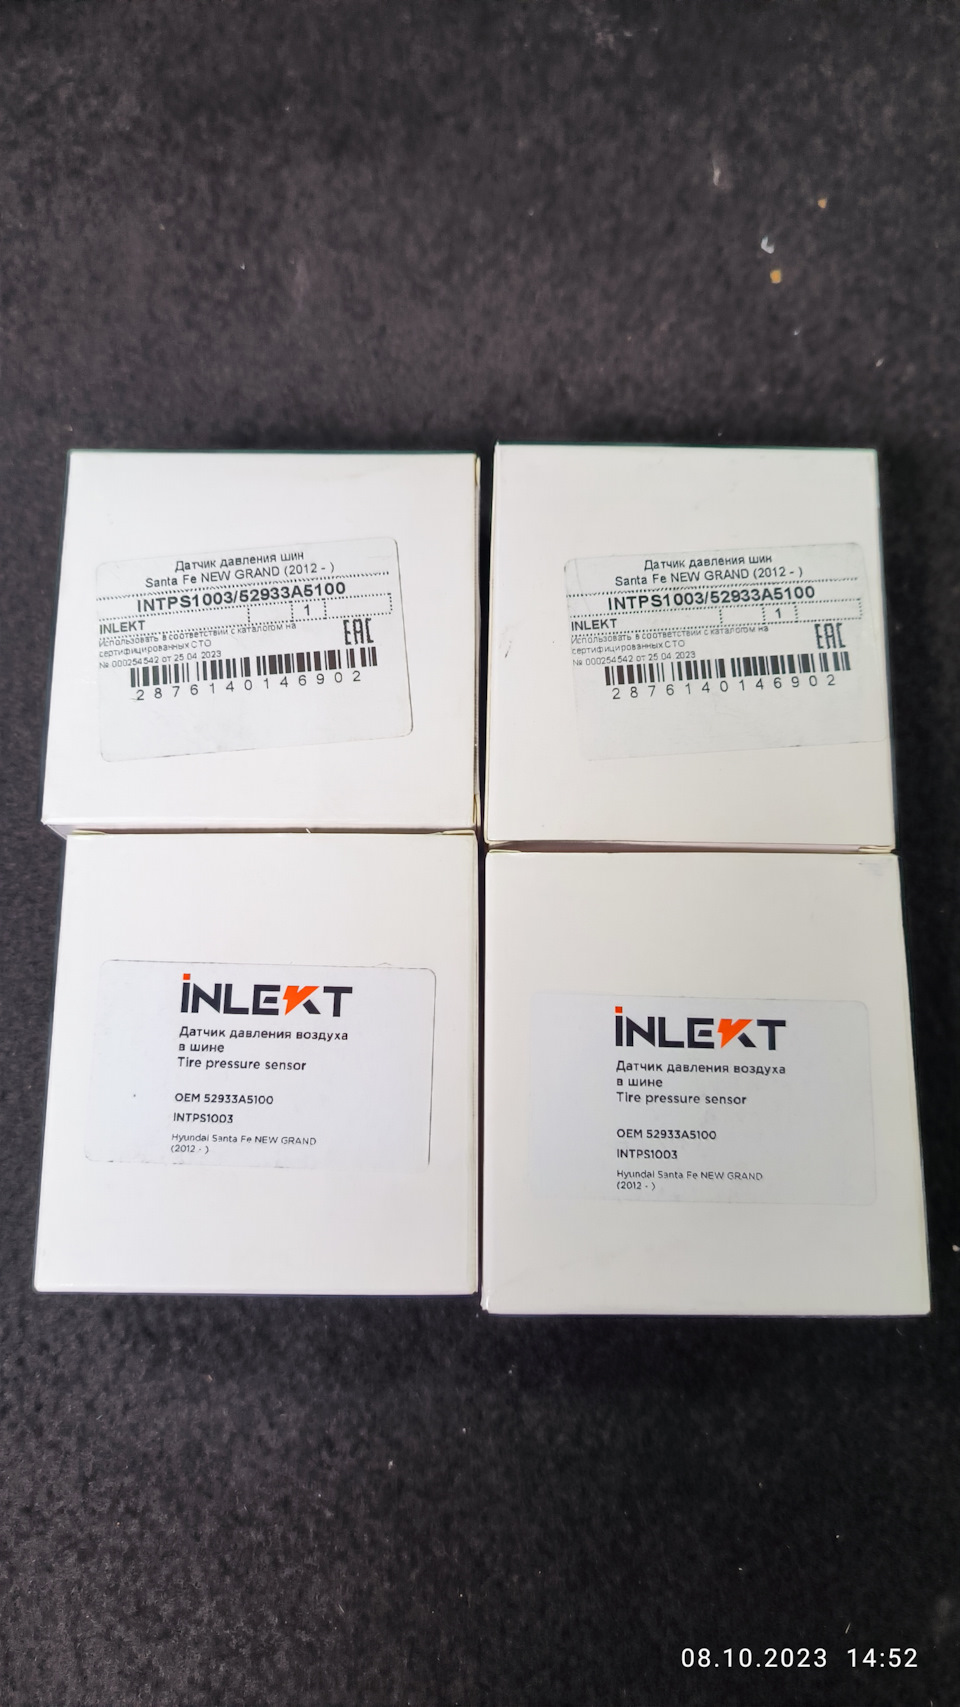 Датчик давления шин
Santa Fe NEW GRAND (2012 - )
INTPS1003/52933A5100
1
INLEKT
Использовать в соответствии с каталогом на
сертифицированных СТО
№ 000254542 от 25.04.2023
EAC
2876140146902
Датчик давления шин
Santa Fe NEW GRAND (2012 - )
INTPS1003/52933A5100
1
INLEKT
Использовать в соответствии с каталогом на
сертифицированных СТО
№ 000254542 от 25.04.2023
EAC
2876140146902
iNLEKT
Датчик давления воздуха
в шине
Tire pressure sensor
OEM 52933A5100
INTPS1003
Hyundai Santa Fe NEW GRAND
(2012 - )
iNLEKT
Датчик давления воздуха
в шине
Tire pressure sensor
OEM 52933A5100
INTPS1003
Hyundai Santa Fe NEW GRAND
(2012 - )
08.10.2023 14:52